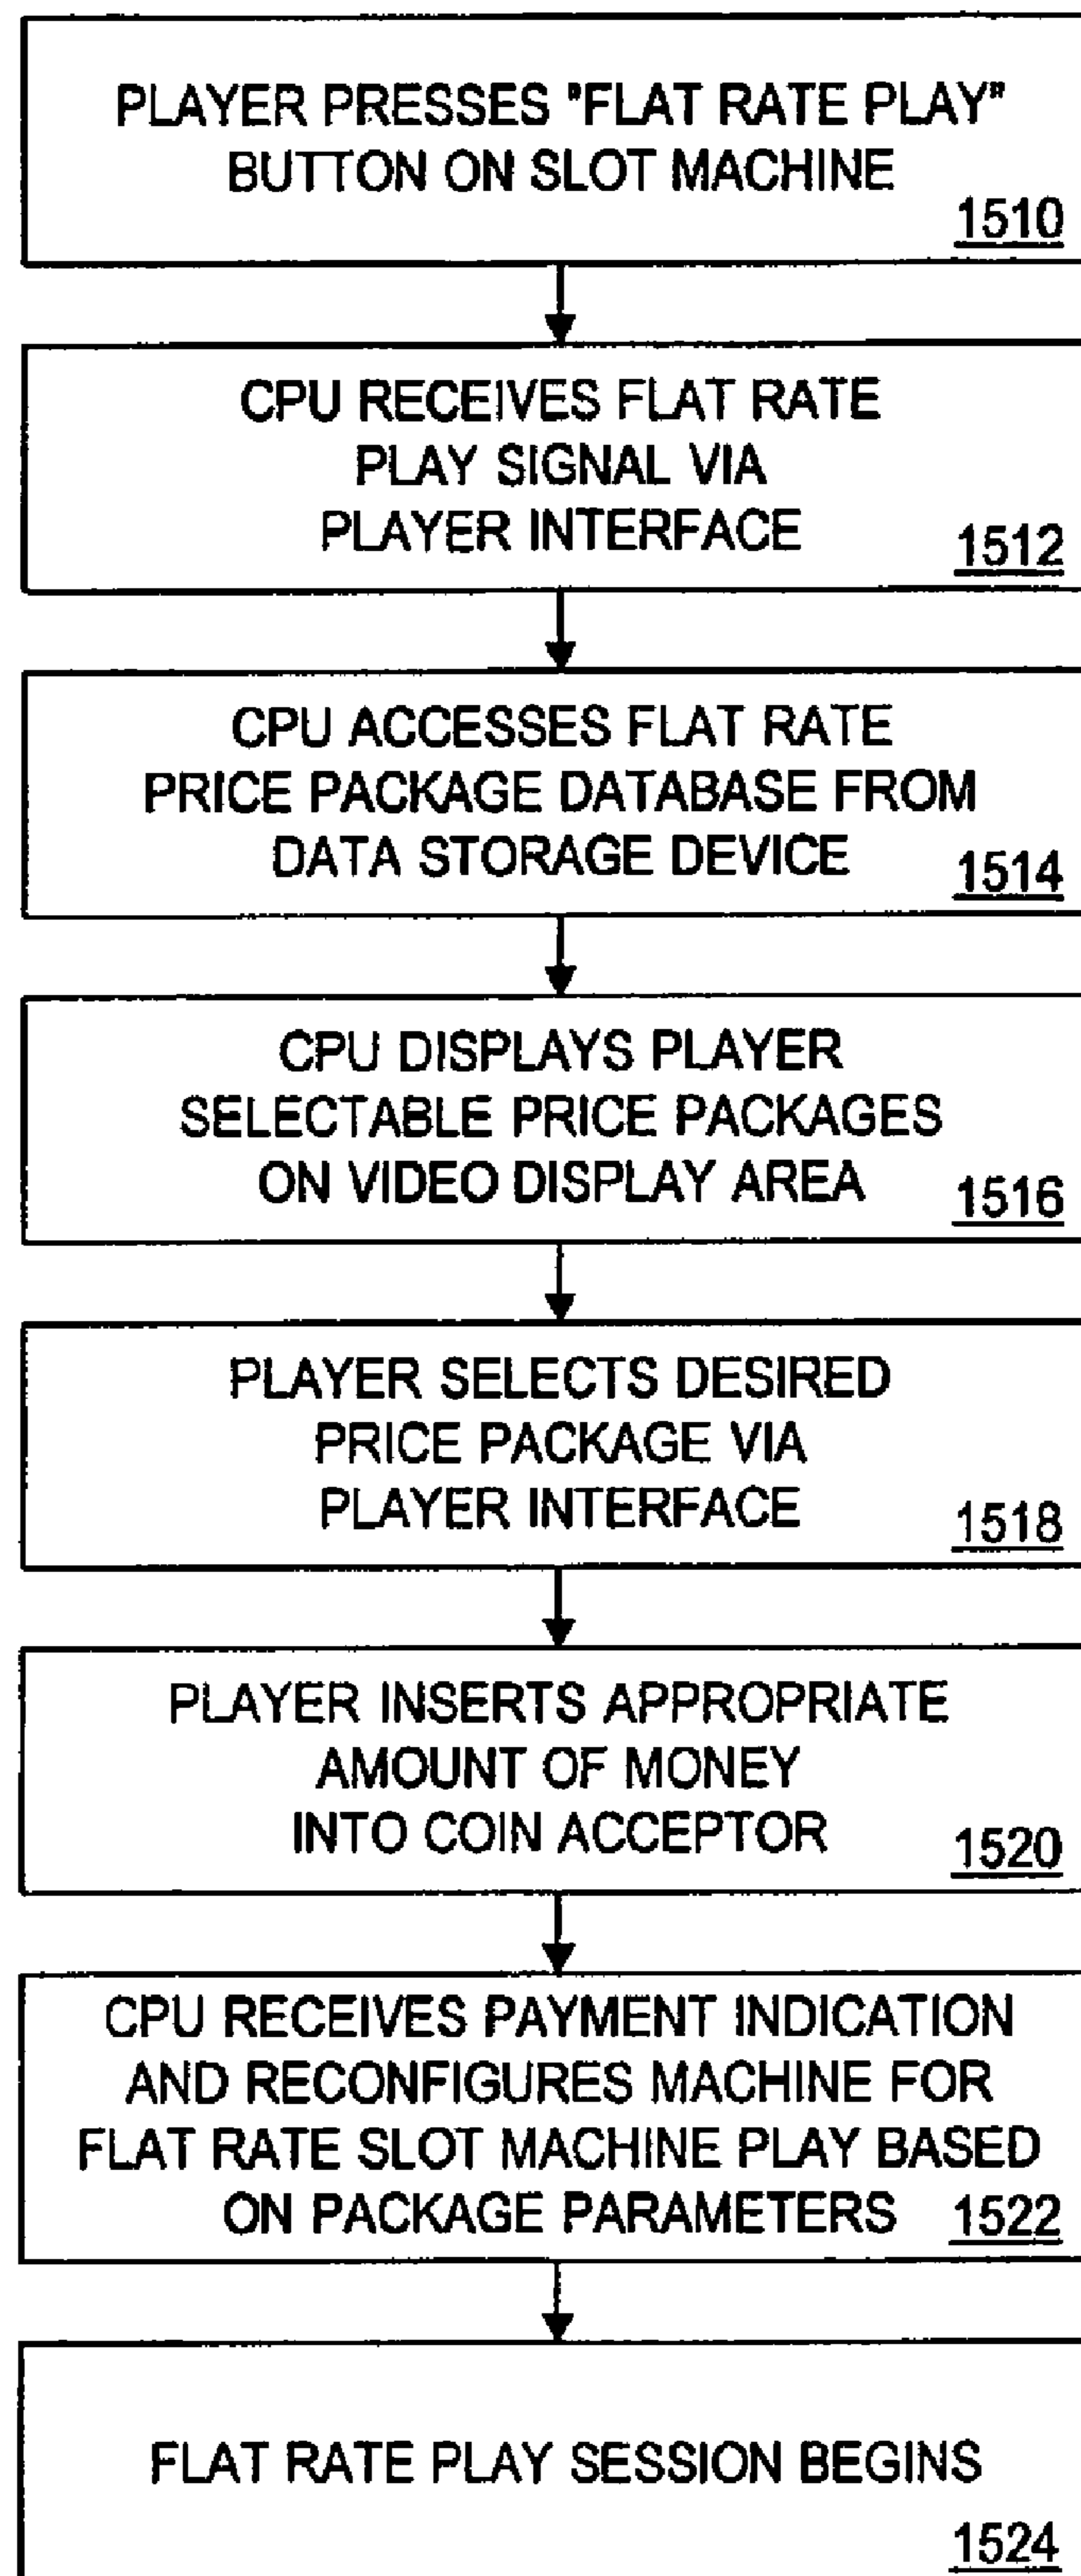 PLAYER PRESSES "FLAT RATE PLAY"
BUTTON ON SLOT MACHINE
1510
CPU RECEIVES FLAT RATE
PLAY SIGNAL VIA
PLAYER INTERFACE
1512
CPU ACCESSES FLAT RATE
PRICE PACKAGE DATABASE FROM
DATA STORAGE DEVICE
1514
CPU DISPLAYS PLAYER
SELECTABLE PRICE PACKAGES
ON VIDEO DISPLAY AREA
1516
PLAYER SELECTS DESIRED
PRICE PACKAGE VIA
PLAYER INTERFACE
1518
PLAYER INSERTS APPROPRIATE
AMOUNT OF MONEY
INTO COIN ACCEPTOR
1520
CPU RECEIVES PAYMENT INDICATION
AND RECONFIGURES MACHINE FOR
FLAT RATE SLOT MACHINE PLAY BASED
ON PACKAGE PARAMETERS
1522
FLAT RATE PLAY SESSION BEGINS
1524